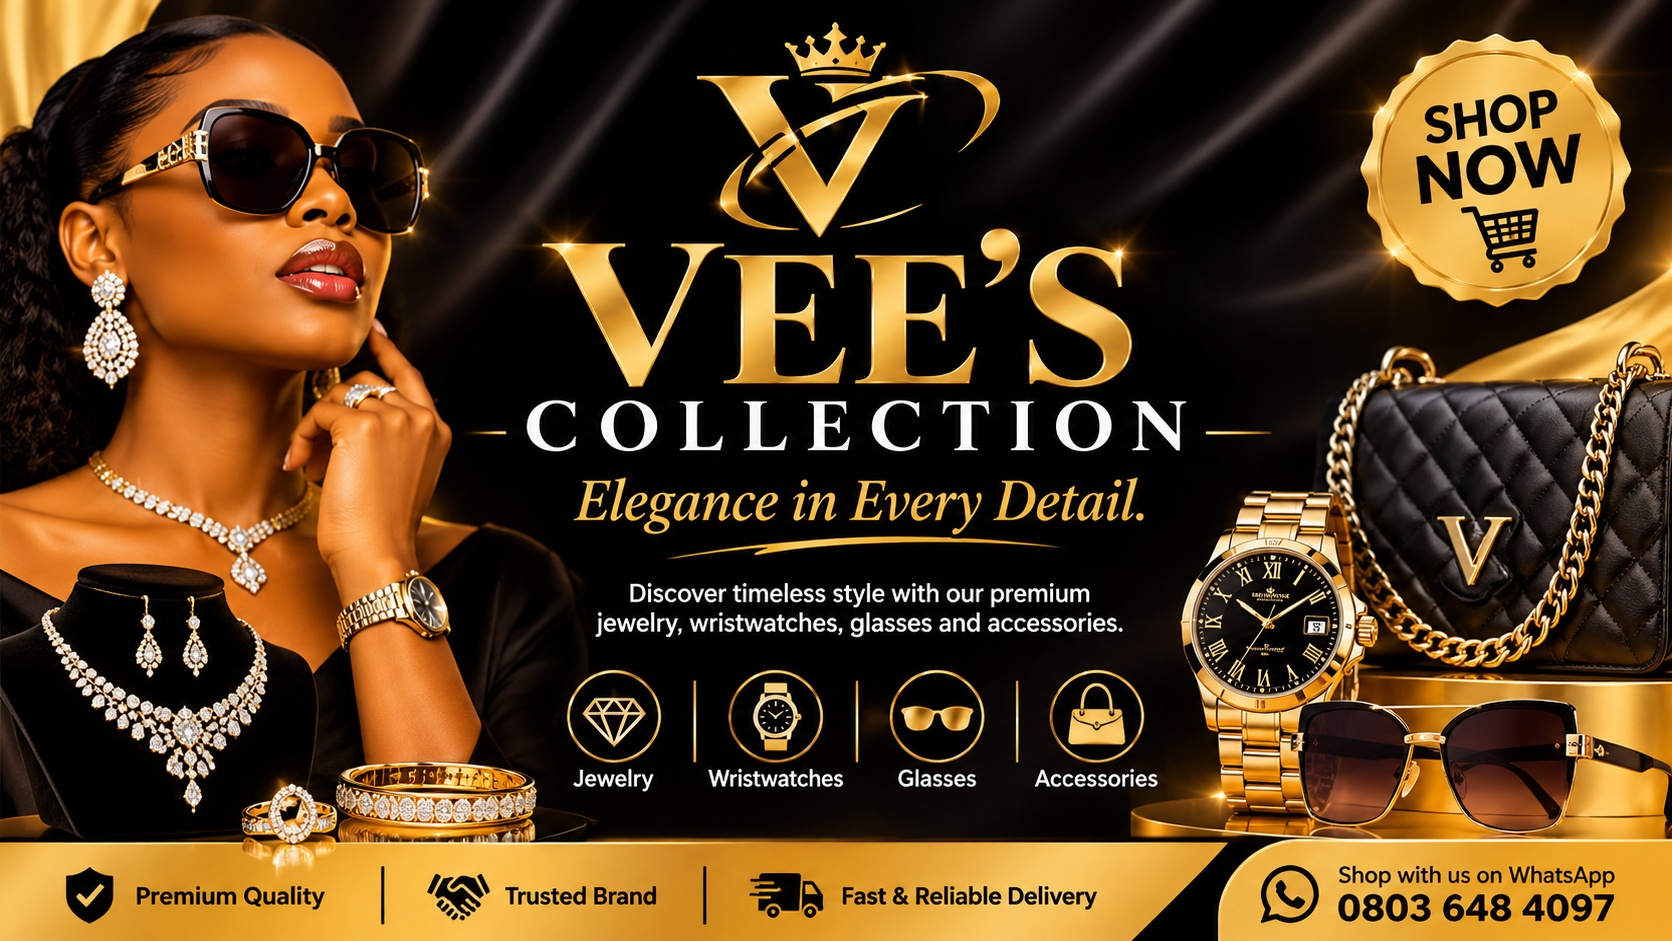 V
VEE'S
COLLECTION
Elegance in Every Detail.
Discover timeless style with our premium
jewelry, wristwatches, glasses and accessories.
Jewelry
Wristwatches
Glasses
Accessories
SHOP
NOW
V
XII
Premium Quality
Trusted Brand
Fast & Reliable Delivery
Shop with us on WhatsApp
0803 648 4097